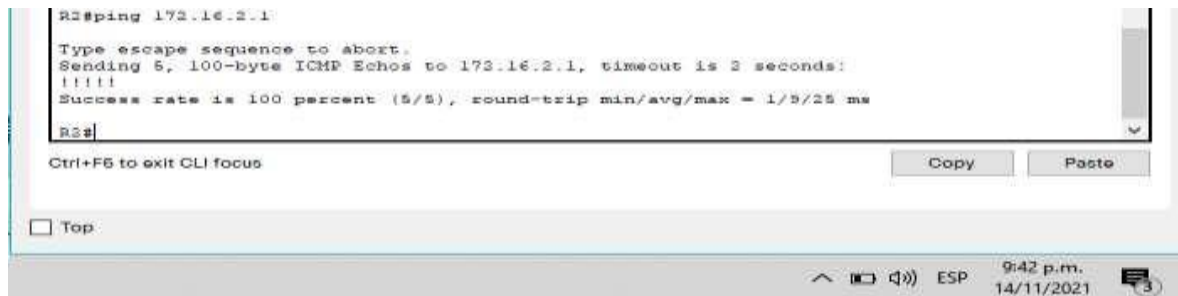 R2#ping 172.16.2.1
Type escape sequence to abort.
Sending 5, 100-byte ICMP Echos to 172.16.2.1, timeout is 2 seconds:
!!!!!
Success rate is 100 percent (5/5), round-trip min/avg/max = 1/9/25 ms
R2#
Ctrl+F6 to exit CLI focus
Copy
Paste
Top
ESP
9:42 p.m.
14/11/2021
3